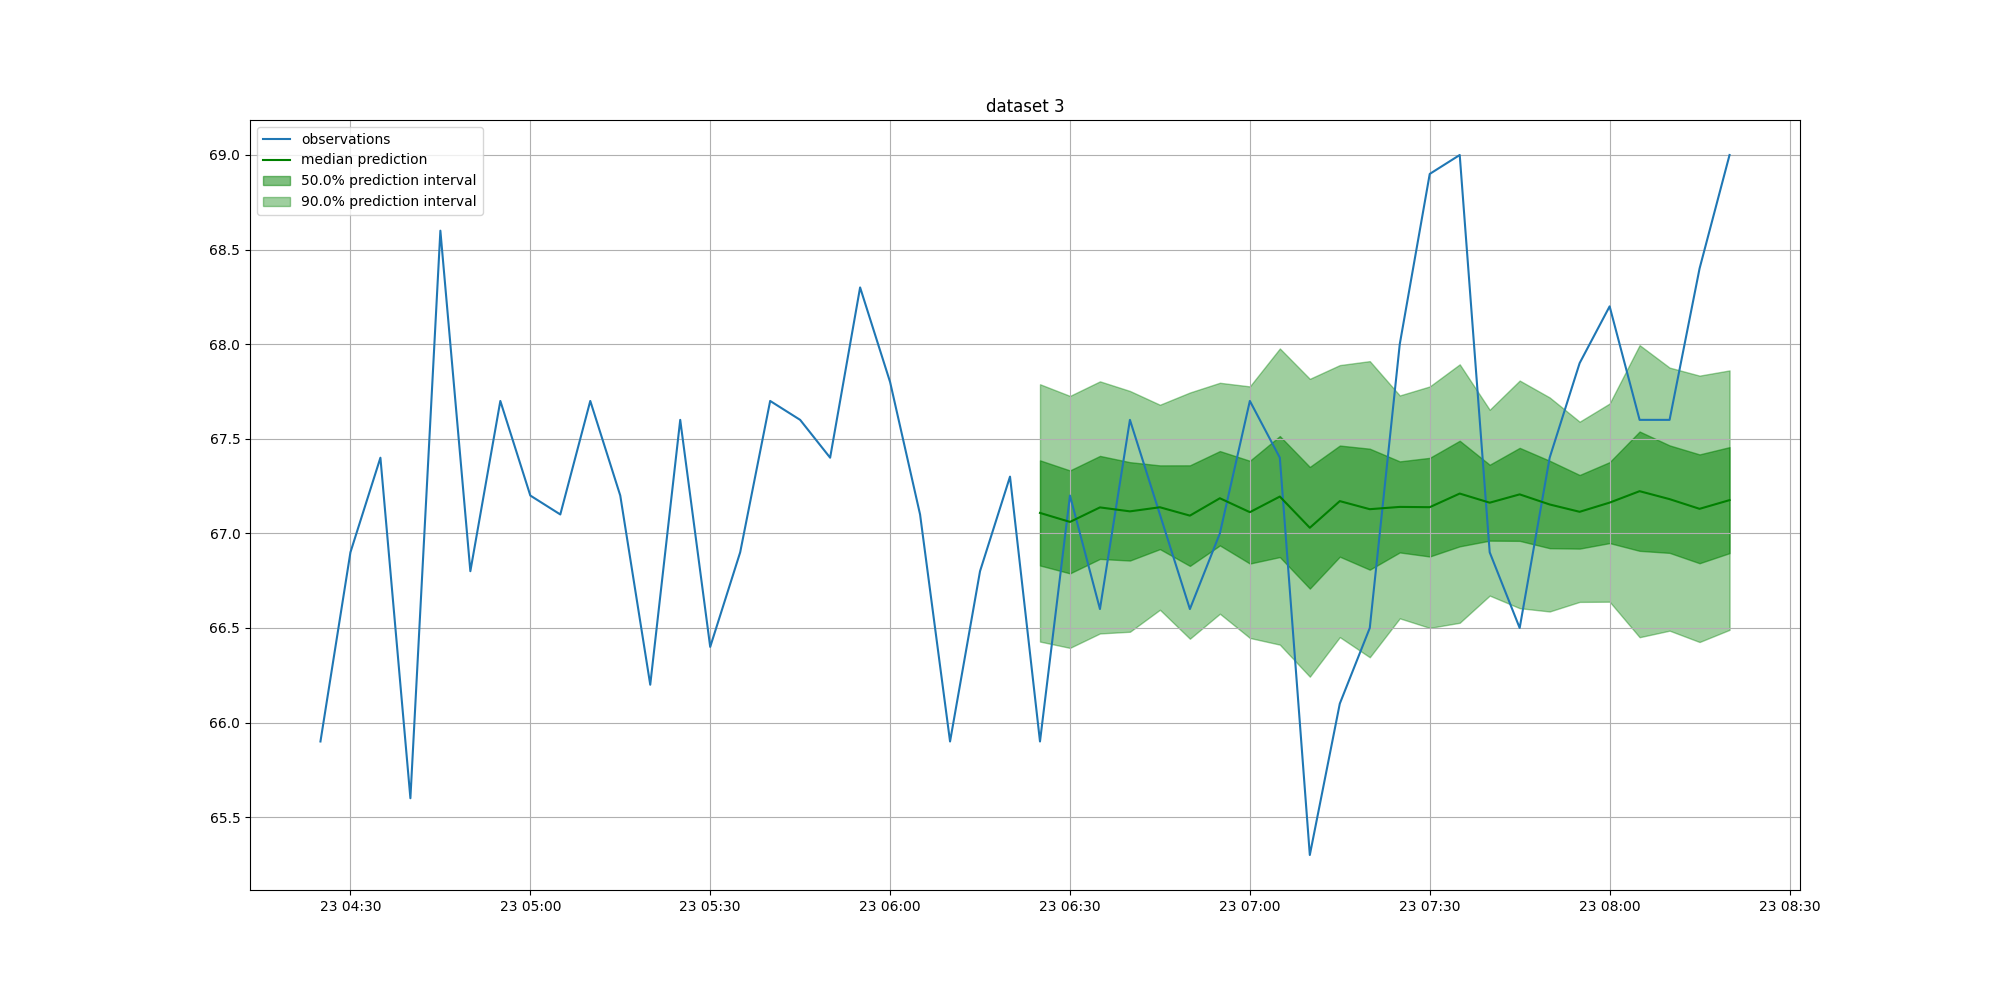 dataset 3
observations
median prediction
50.0% prediction interval
90.0% prediction interval
69.0
68.5
68.0
67.5
67.0
66.5
66.0
65.5
23 04:30 23 05:00 23 05:30 23 06:00 23 06:30 23 07:00 23 07:30 23 08:00 23 08:30